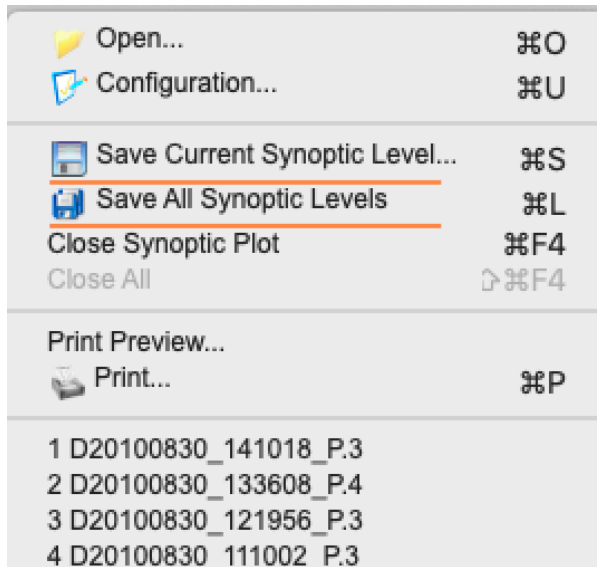 Open... ⌘O
Configuration... ⌘U
Save Current Synoptic Level... ⌘S
Save All Synoptic Levels ⌘L
Close Synoptic Plot ⌘F4
Close All ⇧⌘F4
Print Preview...
Print... ⌘P
1 D20100830_141018_P.3
2 D20100830_133608_P.4
3 D20100830_121956_P.3
4 D20100830_111002_P.3